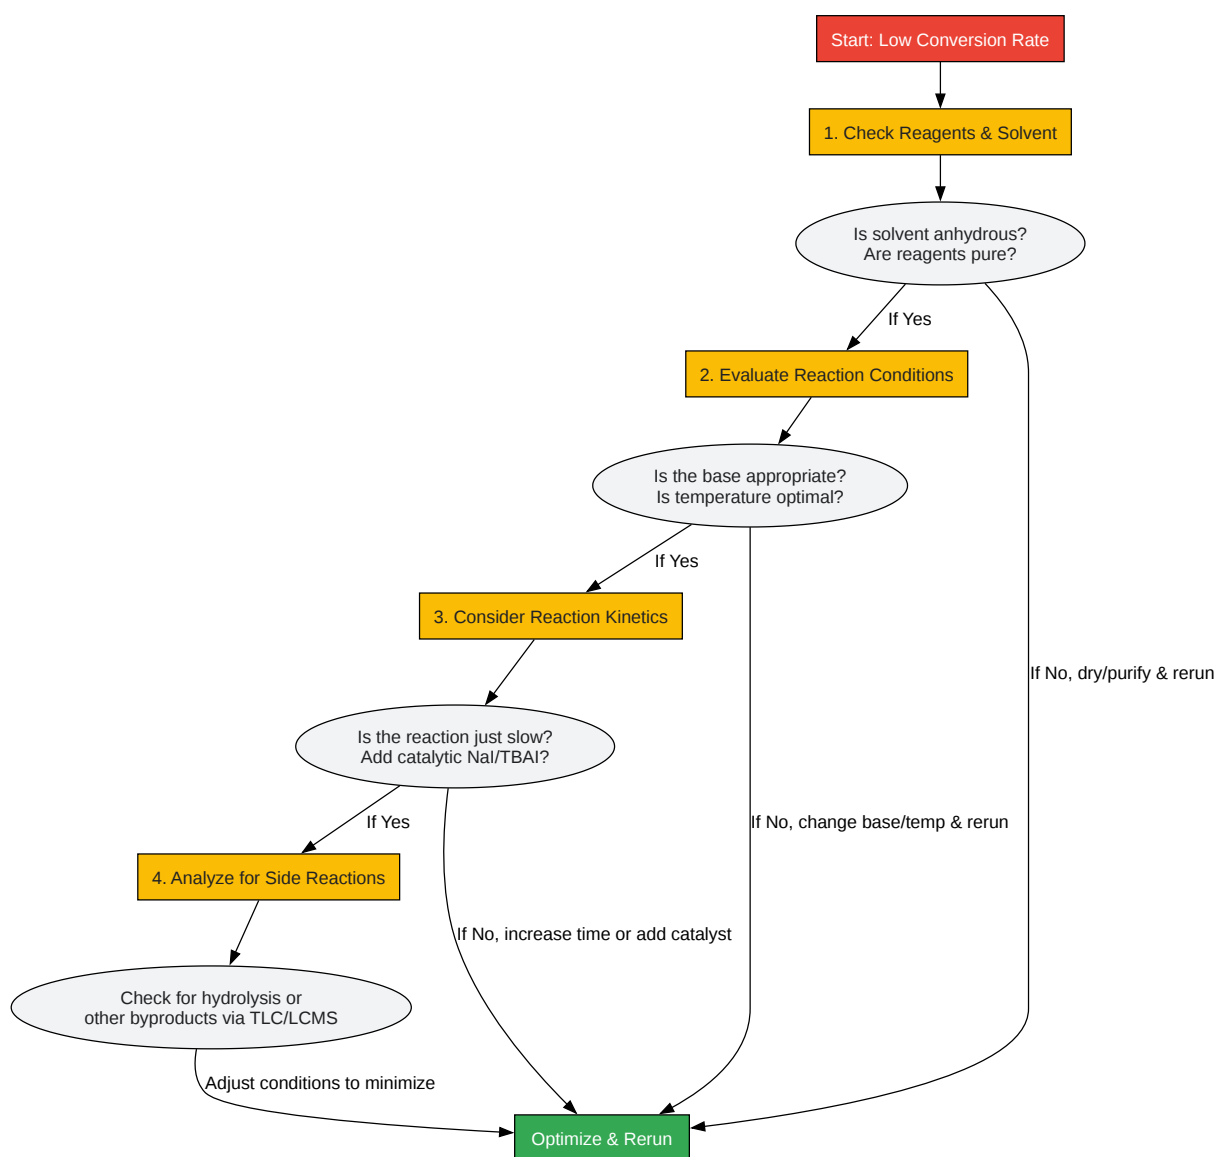 Start: Low Conversion Rate
1. Check Reagents & Solvent
Is solvent anhydrous?
Are reagents pure?
If Yes
2. Evaluate Reaction Conditions
Is the base appropriate?
Is temperature optimal?
If Yes
3. Consider Reaction Kinetics
If No, dry/purify & rerun
Is the reaction just slow?
Add catalytic NaI/TBAI?
If Yes
If No, change base/temp & rerun
4. Analyze for Side Reactions
If No, increase time or add catalyst
Check for hydrolysis or
other byproducts via TLC/LCMS
Adjust conditions to minimize
Optimize & Rerun